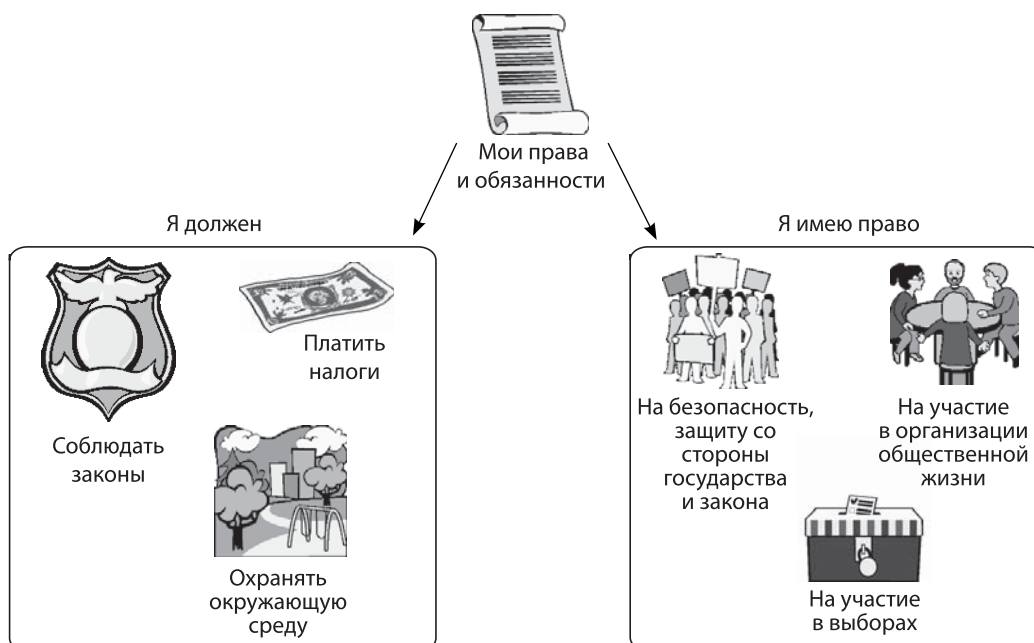 Мои права
и обязанности
Я должен
Соблюдать
законы
Платить
налоги
Охранять
окружающую
среду
Я имею право
На безопасность,
защиту со
стороны
государства
и закона
На участие
в организации
общественной
жизни
На участие
в выборах